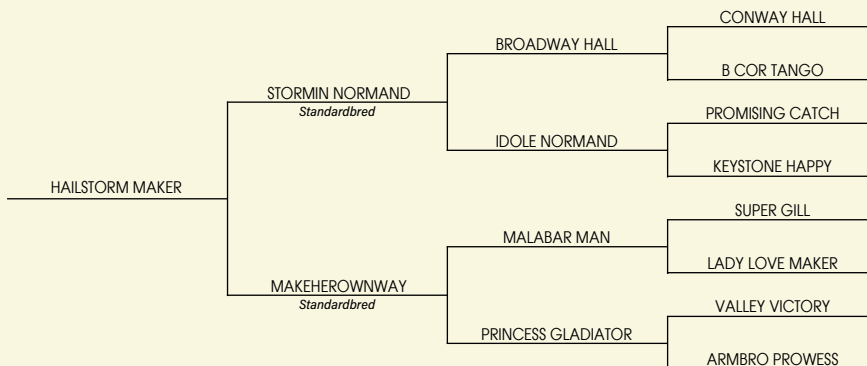 CONWAY HALL
BROADWAY HALL
B COR TANGO
STORMIN NORMAND
Standardbred
PROMISING CATCH
IDOLE NORMAND
KEYSTONE HAPPY
HAILSTORM MAKER
SUPER GILL
MALABAR MAN
LADY LOVE MAKER
MAKEHEROWNWAY
Standardbred
VALLEY VICTORY
PRINCESS GLADIATOR
ARMBRO PROWESS